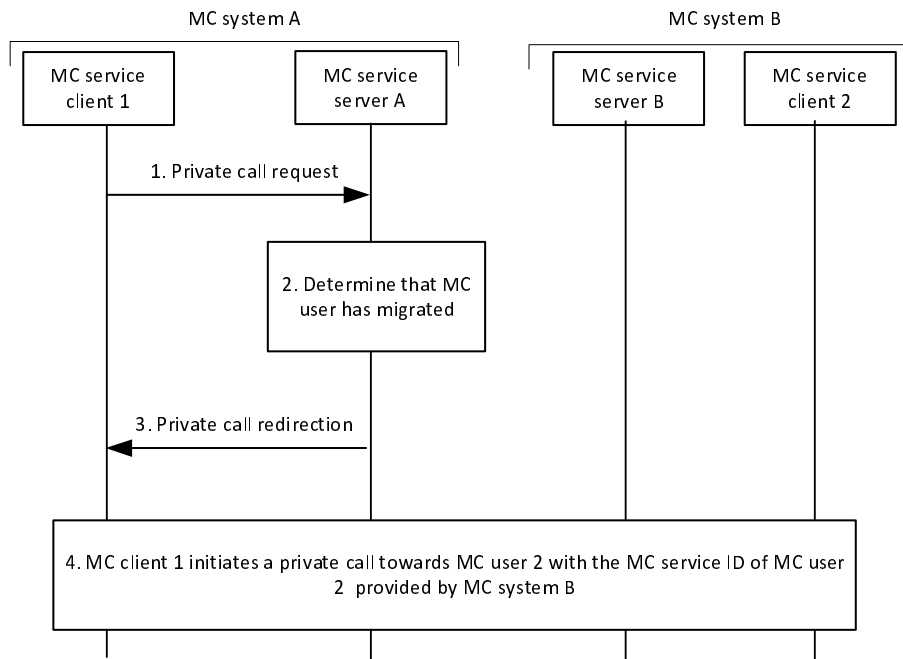 MC system A
MC system B
MC service
client 1
MC service
server A
MC service
server B
MC service
client 2
1. Private call request
2. Determine that MC
user has migrated
3. Private call redirection
4. MC client 1 initiates a private call towards MC user 2 with the MC service ID of MC user
2 provided by MC system B